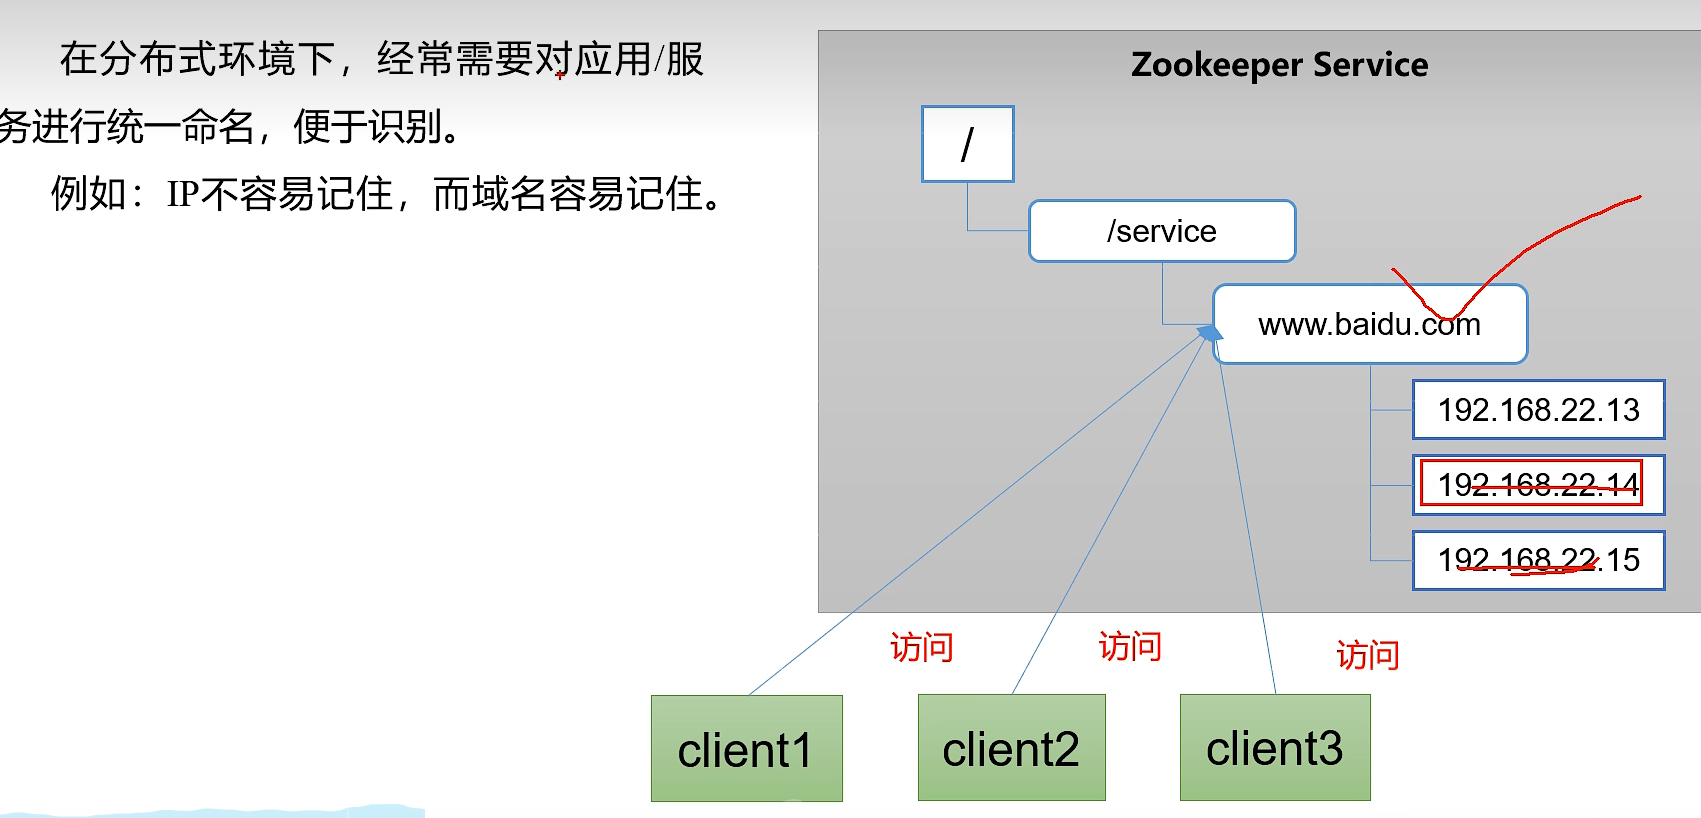 在分布式环境下，经常需要对应用/服
务进行统一命名，便于识别。
例如：IP不容易记住，而域名容易记住。
Zookeeper Service
/
/service
www.baidu.com
192.168.22.13
192.168.22.14
192.168.22.15
访问
访问
访问
client1
client2
client3